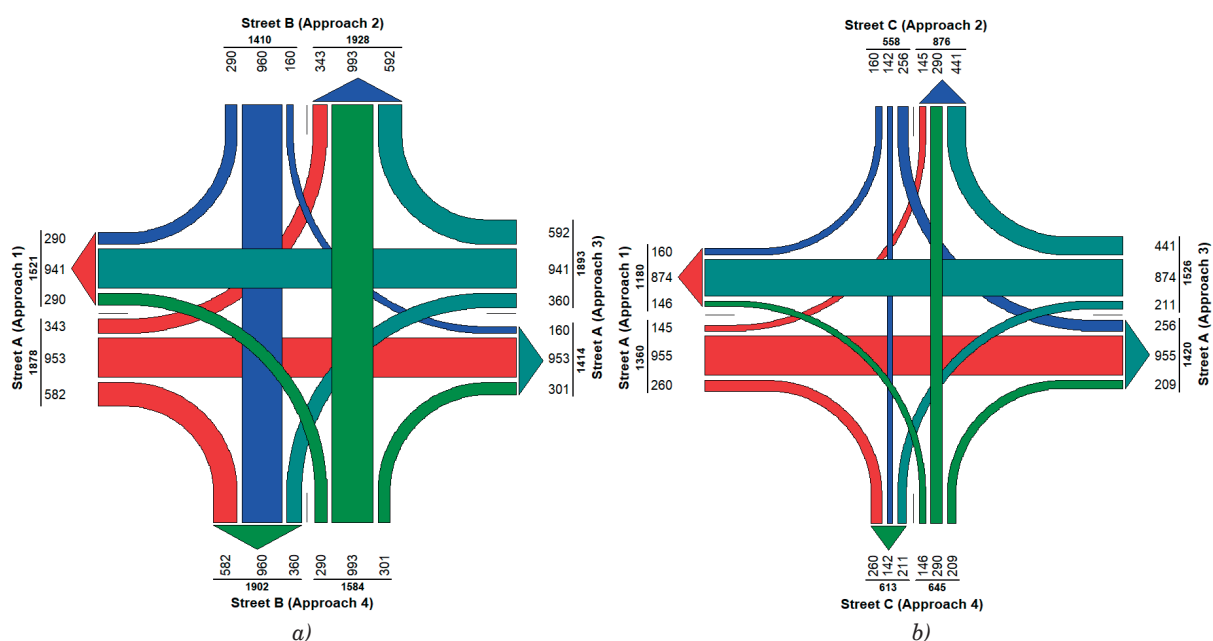 Street B (Approach 2)
1410 1928
290 960 160 343 993 592
Street A (Approach 1)
1521
290
941
290
1878
343
953
582
592
941
360
1893
160
953
301
1414
Street A (Approach 3)
582 960 360 290 993 301
1902 1584
Street B (Approach 4)
a)
Street C (Approach 2)
558 876
160 142 256 145 290 441
Street A (Approach 1)
1180
160
874
146
1360
145
955
260
441
874
211
1526
256
955
209
1420
Street A (Approach 3)
260 142 211 146 290 209
613 645
Street C (Approach 4)
b)